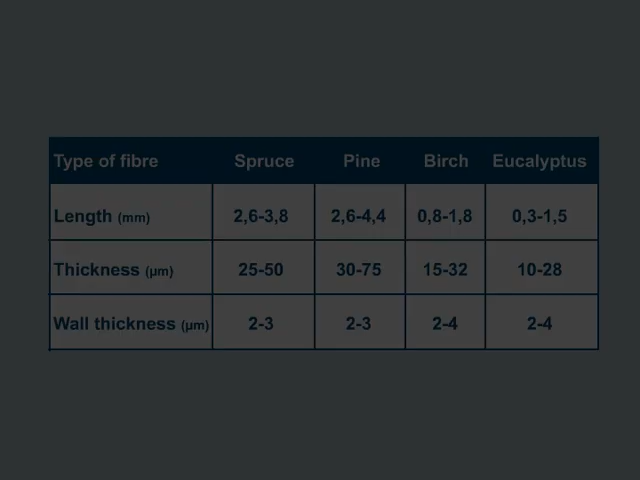 Type of fibre Spruce Pine Birch Eucalyptus
Length (mm) 2,6-3,8 2,6-4,4 0,8-1,8 0,3-1,5
Thickness (µm) 25-50 30-75 15-32 10-28
Wall thickness (µm) 2-3 2-3 2-4 2-4